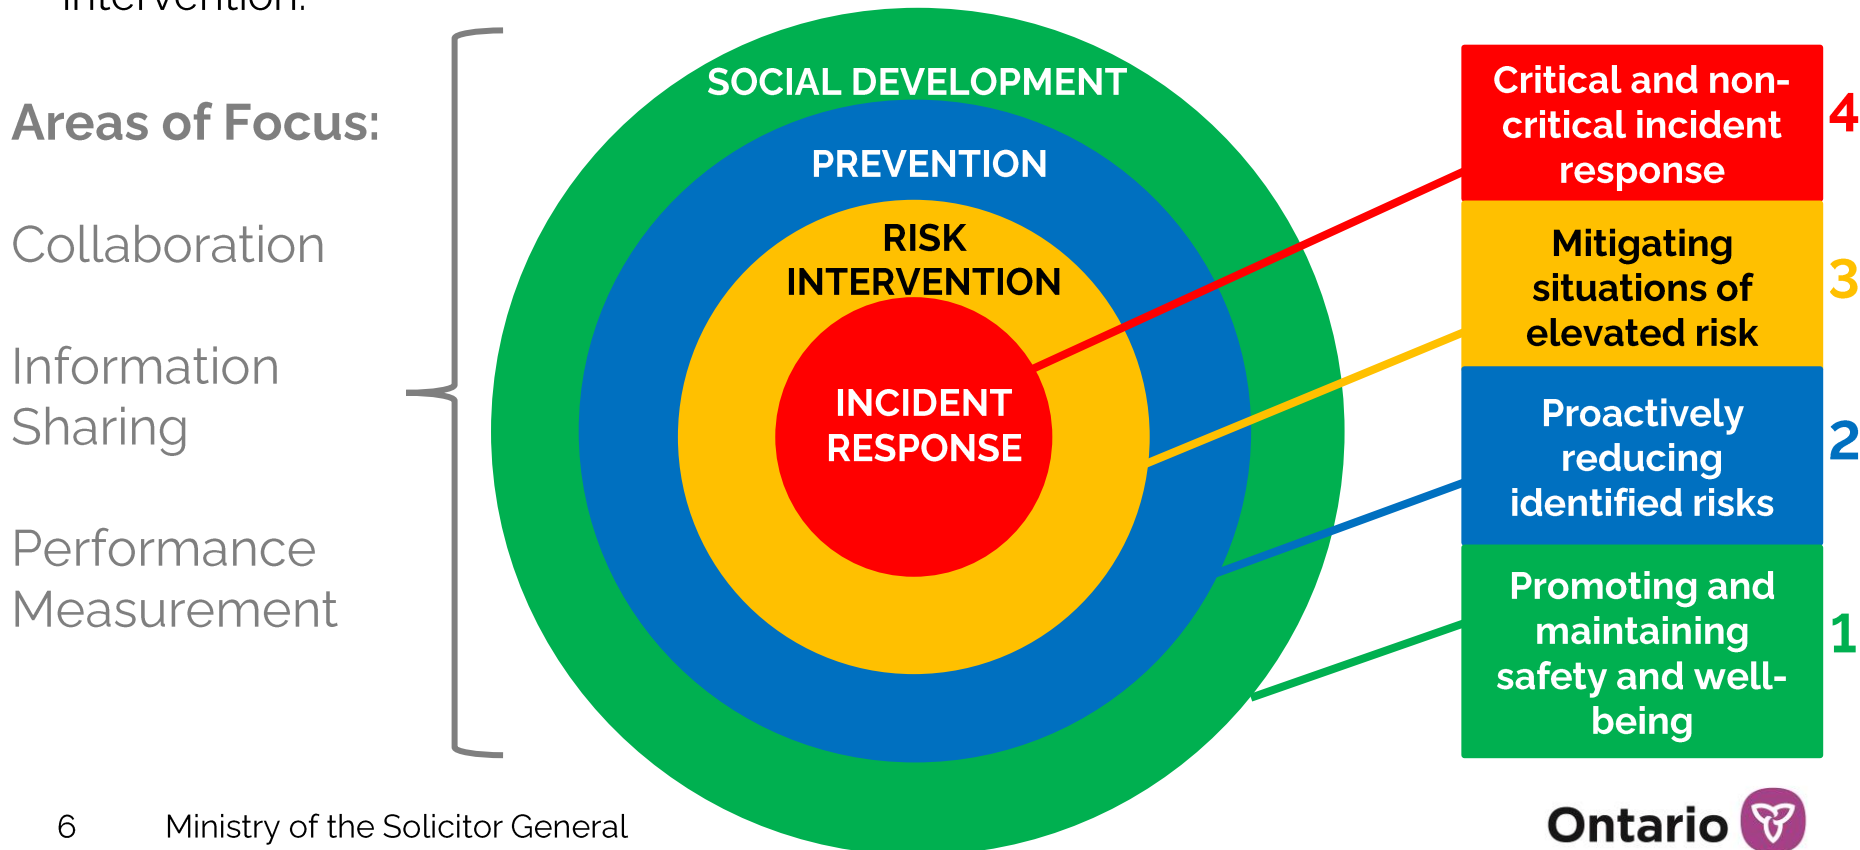 intervention.
Areas of Focus:
Collaboration
Information
Sharing
Performance
Measurement
SOCIAL DEVELOPMENT
PREVENTION
RISK
INTERVENTION
INCIDENT
RESPONSE
Critical and non-
critical incident
response
4
Mitigating
situations of
elevated risk
3
Proactively
reducing
identified risks
2
Promoting and
maintaining
safety and well-
being
1
6
Ministry of the Solicitor General
Ontario